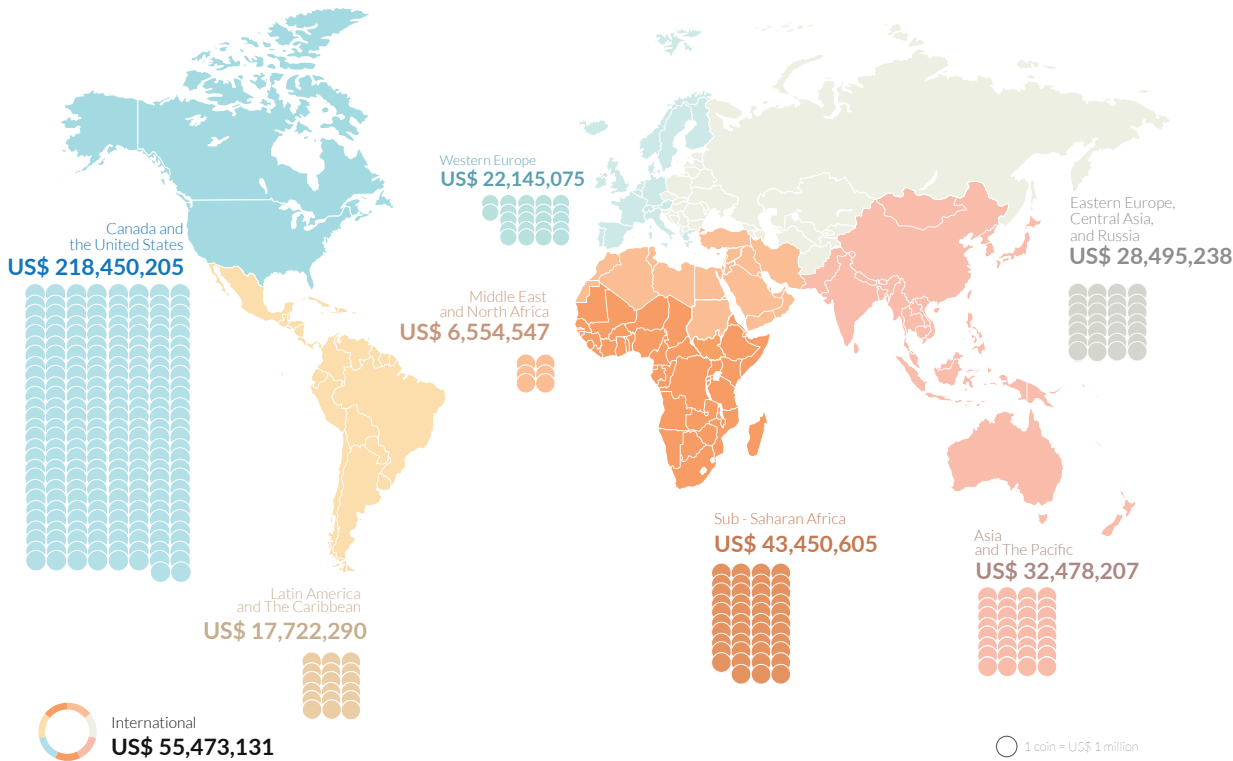 Western Europe
US$ 22,145,075
Canada and
the United States
US$ 218,450,205
Eastern Europe,
Central Asia,
and Russia
US$ 28,495,238
Middle East
and North Africa
US$ 6,554,547
Sub - Saharan Africa
US$ 43,450,605
Asia
and The Pacific
US$ 32,478,207
Latin America
and The Caribbean
US$ 17,722,290
International
US$ 55,473,131
1 coin = US$ 1 million